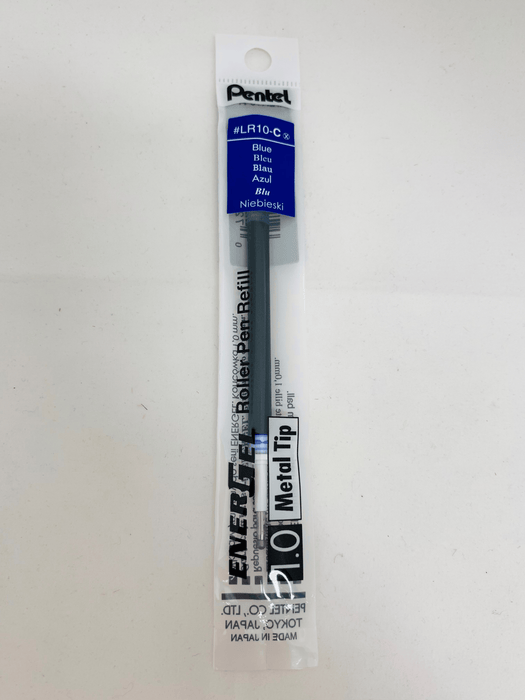 Pentel
#LR10-C
Blue
Bleu
Blau
Azul
Blu
Niebieski
ENERGEL Roller Pen Refill
1.0 Metal Tip
PENTEL CO., LTD.
TOKYO, JAPAN
MADE IN JAPAN